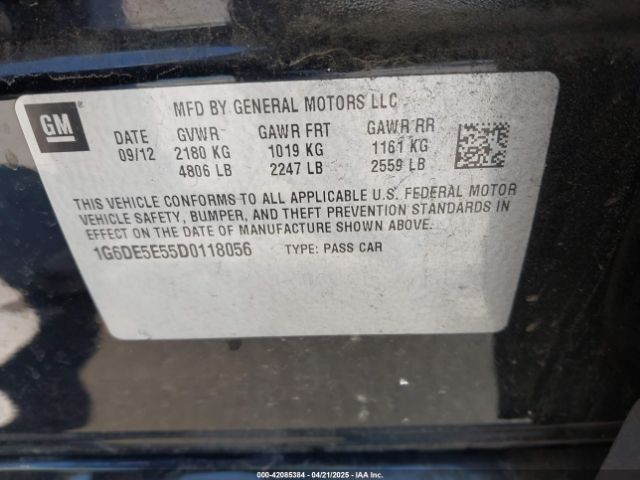 GM
MFD BY GENERAL MOTORS LLC
DATE GVWR GAWR FRT GAWR RR
09/12 2180 KG 1019 KG 1161 KG
4806 LB 2247 LB 2559 LB
THIS VEHICLE CONFORMS TO ALL APPLICABLE U.S. FEDERAL MOTOR
VEHICLE SAFETY, BUMPER, AND THEFT PREVENTION STANDARDS IN
EFFECT ON THE DATE OF MANUFACTURE SHOWN ABOVE.
1G6DE5E55D0118056 TYPE: PASS CAR
000-42085384 - 04/21/2025 - IAA, Inc.